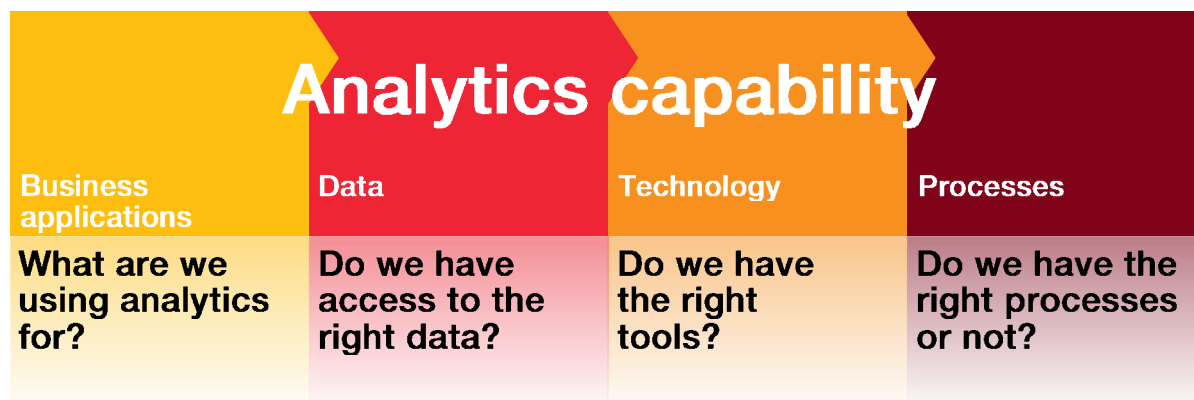 Analytics capability
Business
applications
What are we
using analytics
for?
Data
Do we have
access to the
right data?
Technology
Do we have
the right
tools?
Processes
Do we have the
right processes
or not?